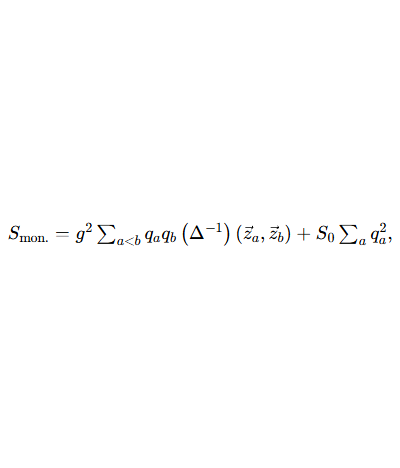 $S_{\text{mon.}} = g^2 \sum_{a<b} q_a q_b \left(\Delta^{-1}\right) (\vec{z}_a, \vec{z}_b) + S_0 \sum_a q_a^2,$